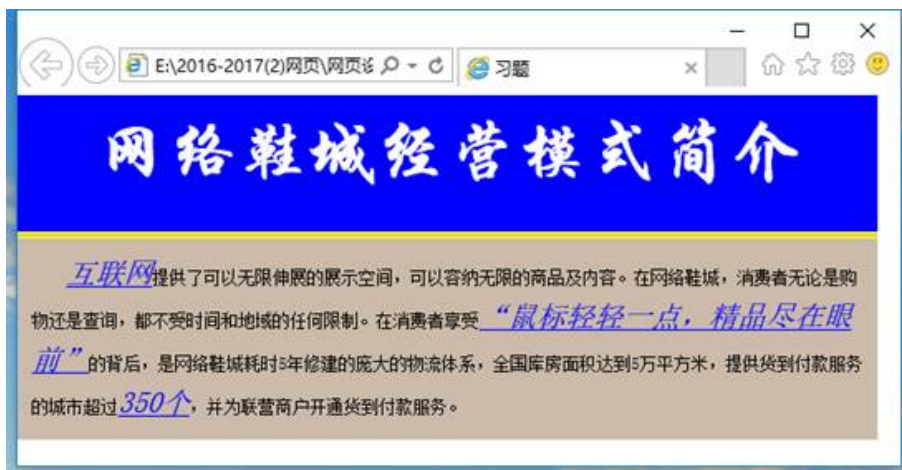 E:\2016-2017(2)网页\网页设
习题
网络鞋城经营模式简介
互联网提供了可以无限伸展的展示空间，可以容纳无限的商品及内容。在网络鞋城，消费者无论是购
物还是查询，都不受时间和地域的任何限制。在消费者享受“鼠标轻轻一点，精品尽在眼
前”的背后，是网络鞋城耗时5年修建的庞大的物流体系，全国库房面积达到5万平方米，提供货到付款服务
的城市超过350个，并为联营商户开通货到付款服务。